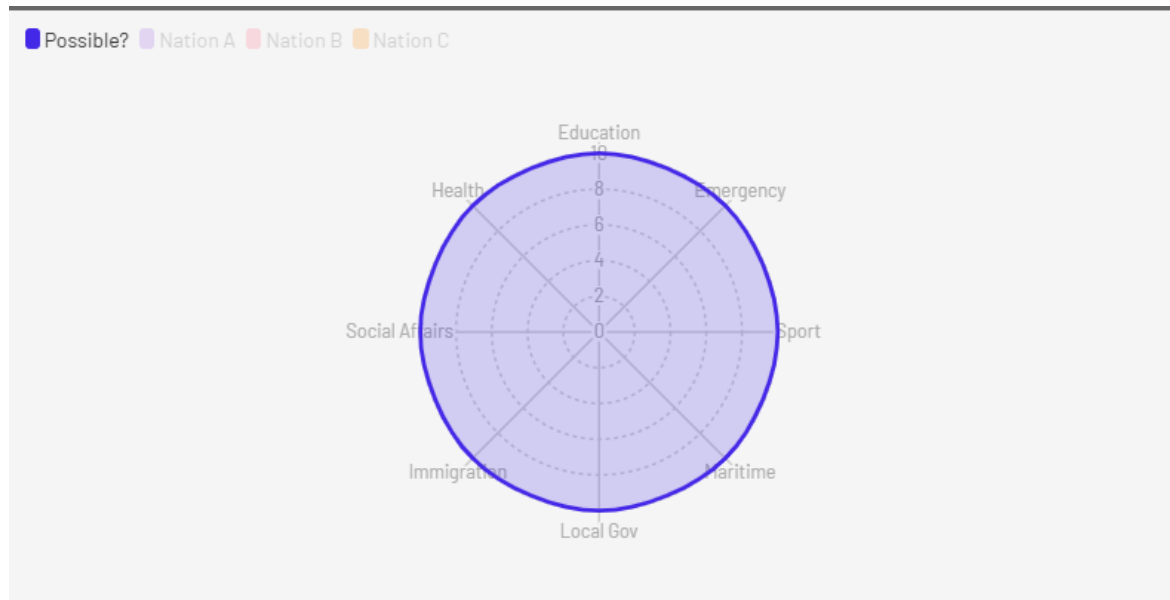 Possible? Nation A Nation B Nation C
Education
10
Health
8
Emergency
6
4
2
Social Affairs
0
Sport
Immigration
Maritime
Local Gov